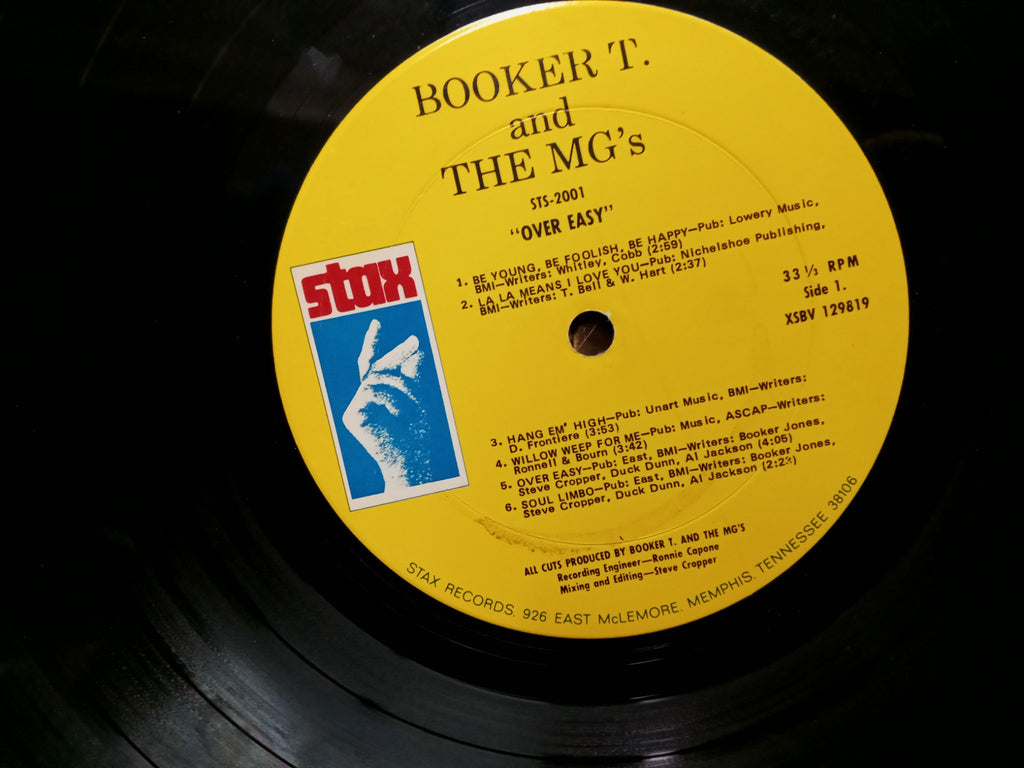 BOOKER T.
and
THE MG's
STS-2001
"OVER EASY"
1. BE YOUNG, BE FOOLISH, BE HAPPY—Pub: Lowery Music,
BMI—Writers: Whitley, Cobb (2:59)
2. LA LA MEANS I LOVE YOU—Pub: Nichelshoe Publishing,
BMI—Writers: T. Bell & W. Hart (2:37)
stax
33 ⅓ RPM
Side 1.
XSBV 129819
3. HANG EM' HIGH—Pub: Unart Music, BMI—Writers:
D. Frontiere (3:53)
4. WILLOW WEEP FOR ME—Pub: Music, ASCAP—Writers:
Ronnell & Bourn (3:42)
5. OVER EASY—Pub: East, BMI—Writers: Booker Jones,
Steve Cropper, Duck Dunn, Al Jackson (4:05)
6. SOUL LIMBO—Pub: East, BMI—Writers: Booker Jones,
Steve Cropper, Duck Dunn, Al Jackson
ALL CUTS PRODUCED BY BOOKER T. AND THE MG'S
Recording Engineer—Ronnie Capone
Mixing and Editing—Steve Cropper
STAX RECORDS, 926 EAST McLEMORE, MEMPHIS, TENNESSEE 38106